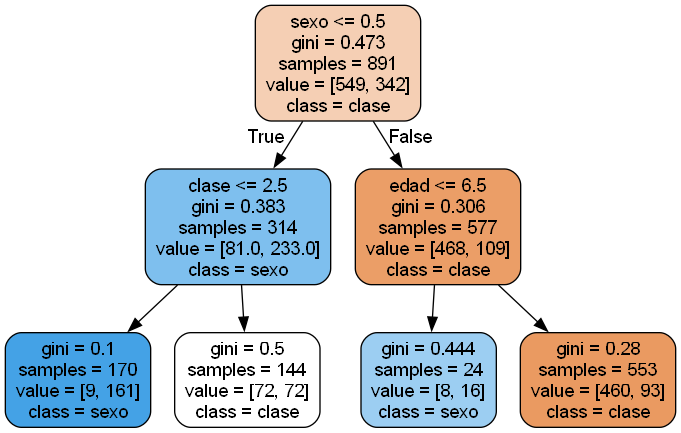 sexo <= 0.5
gini = 0.473
samples = 891
value = [549, 342]
class = clase
True
False
clase <= 2.5
gini = 0.383
samples = 314
value = [81.0, 233.0]
class = sexo
edad <= 6.5
gini = 0.306
samples = 577
value = [468, 109]
class = clase
gini = 0.1
samples = 170
value = [9, 161]
class = sexo
gini = 0.5
samples = 144
value = [72, 72]
class = clase
gini = 0.444
samples = 24
value = [8, 16]
class = sexo
gini = 0.28
samples = 553
value = [460, 93]
class = clase